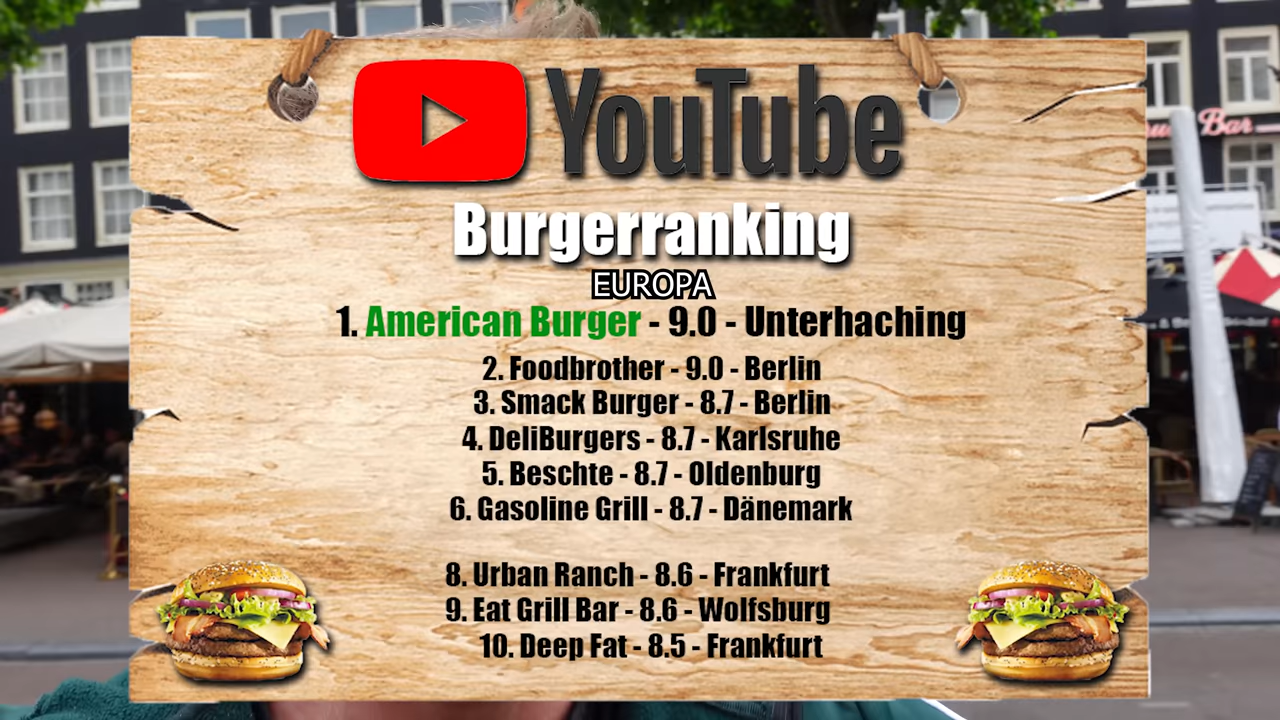 YouTube
Bar
Burgerranking
EUROPA
1. American Burger - 9.0 - Unterhaching
2. Foodbrother - 9.0 - Berlin
3. Smack Burger - 8.7 - Berlin
4. DeliBurgers - 8.7 - Karlsruhe
5. Beschte - 8.7 - Oldenburg
6. Gasoline Grill - 8.7 - Dänemark
8. Urban Ranch - 8.6 - Frankfurt
9. Eat Grill Bar - 8.6 - Wolfsburg
10. Deep Fat - 8.5 - Frankfurt